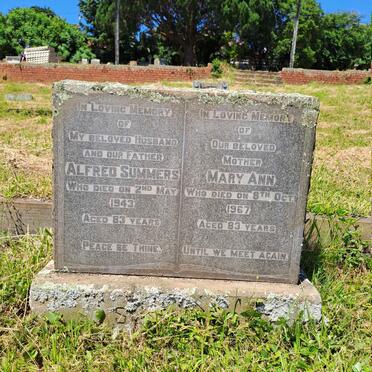 In Loving Memory
of
My Beloved Husband
and our Father
Alfred Summers
Who died on 2nd May
1943
Aged 83 years
Peace be Thine
In Loving Memory
of
Our Beloved
Mother
Mary Ann
Who died on 8th Oct.
1967
Aged 83 years.
Until we meet again